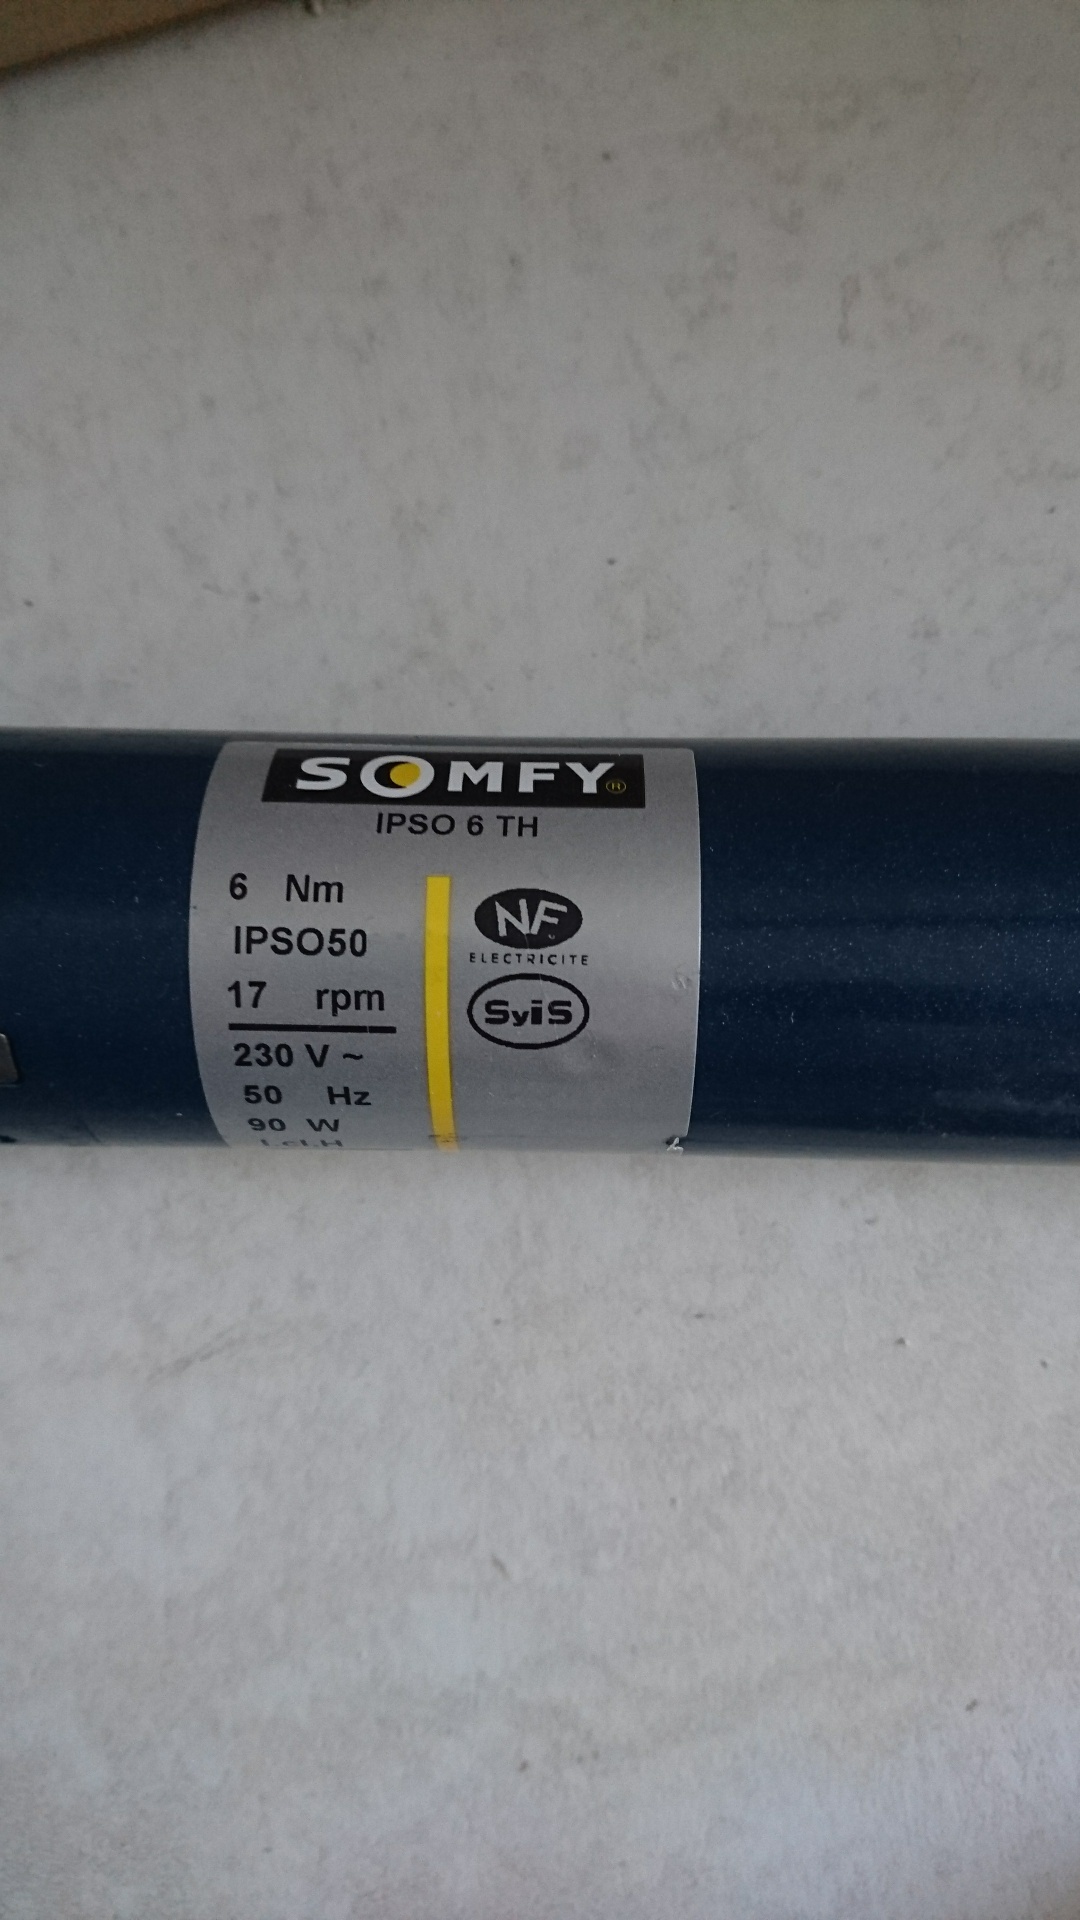 SOMFY®
IPSO 6 TH
6 Nm
IPSO50
17 rpm
230 V ~
50 Hz
90 W
NF
ELECTRICITE
SyiS